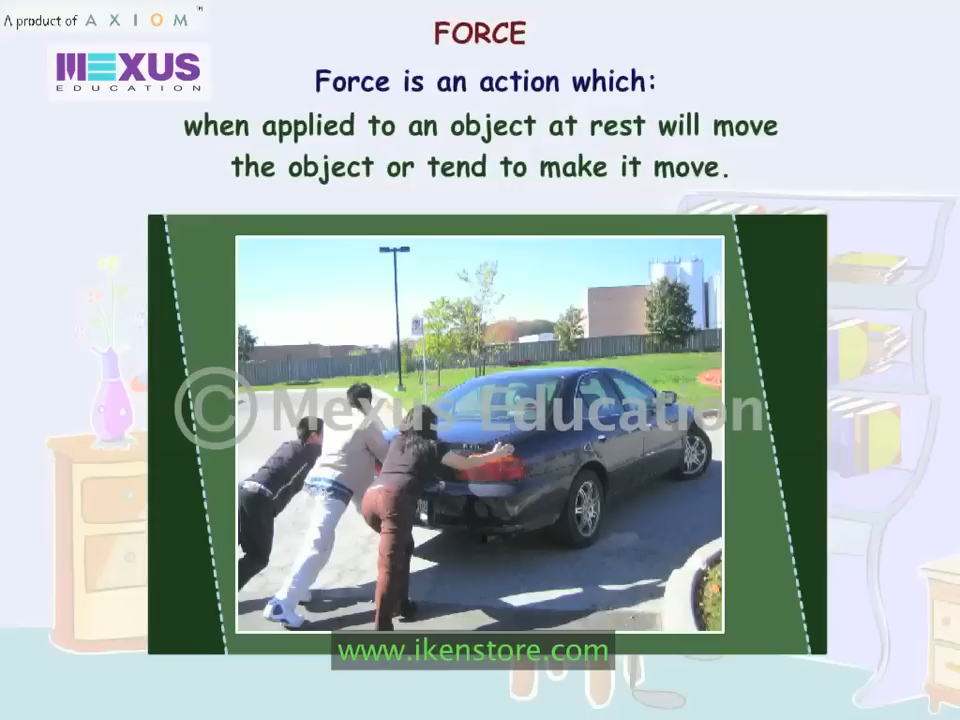 A product of AXIOM™
MEXUS
EDUCATION
FORCE
Force is an action which:
when applied to an object at rest will move
the object or tend to make it move.
© Mexus Education
www.ikenstore.com